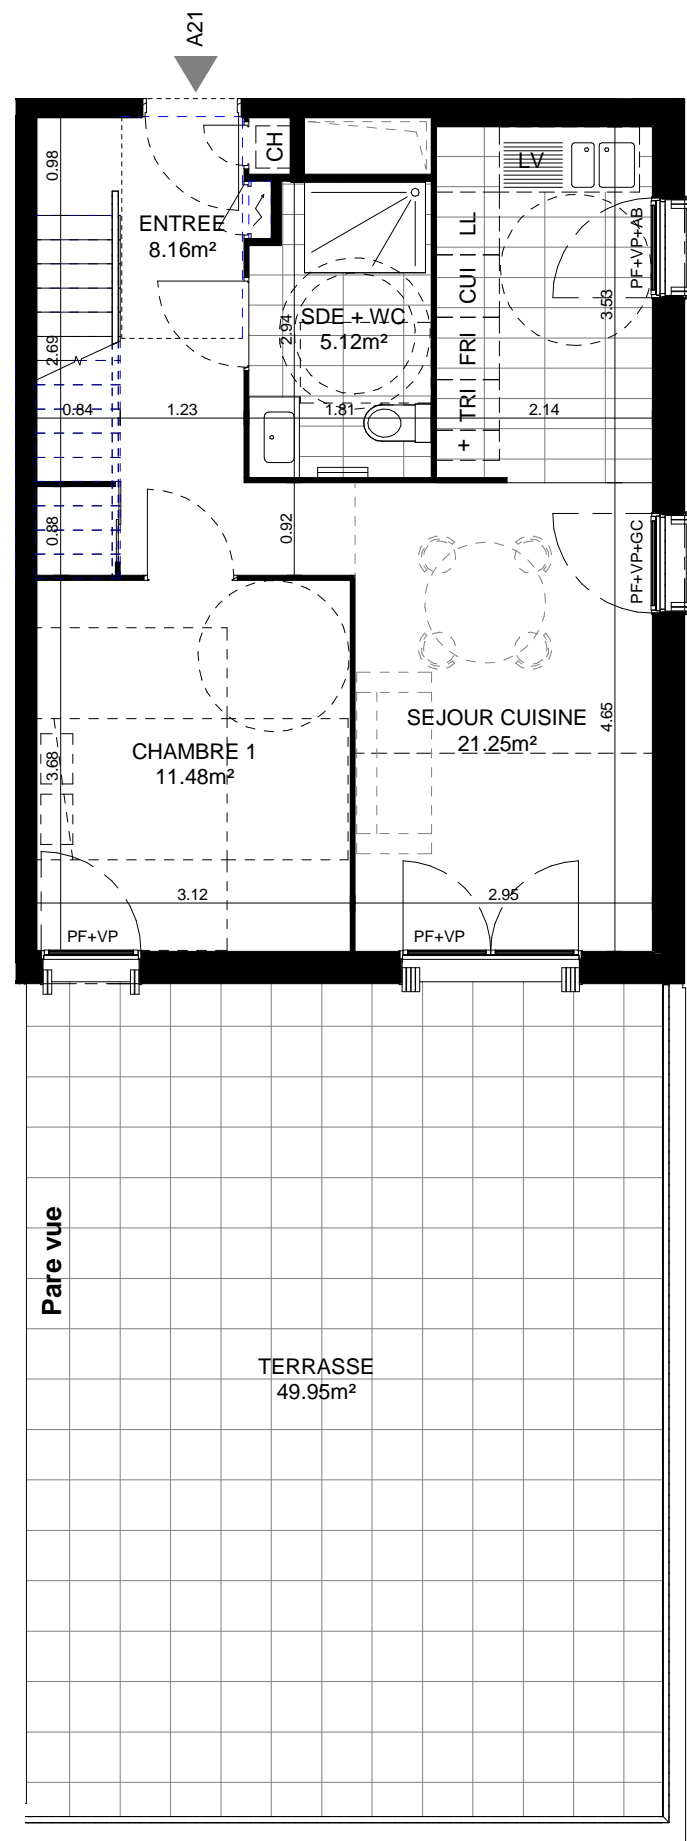 A21
CH
LV
0.98
ENTREE
8.16m²
LL
CUI
FRI
TRI
+
PF+VP+AB
3.53
SDE + WC
5.12m²
2.94
2.69
0.84
1.23
1.81
2.14
0.88
0.92
PF+VP+GC
SEJOUR CUISINE
21.25m²
4.65
CHAMBRE 1
11.48m²
3.68
3.12
2.95
PF+VP
PF+VP
Pare vue
TERRASSE
49.95m²